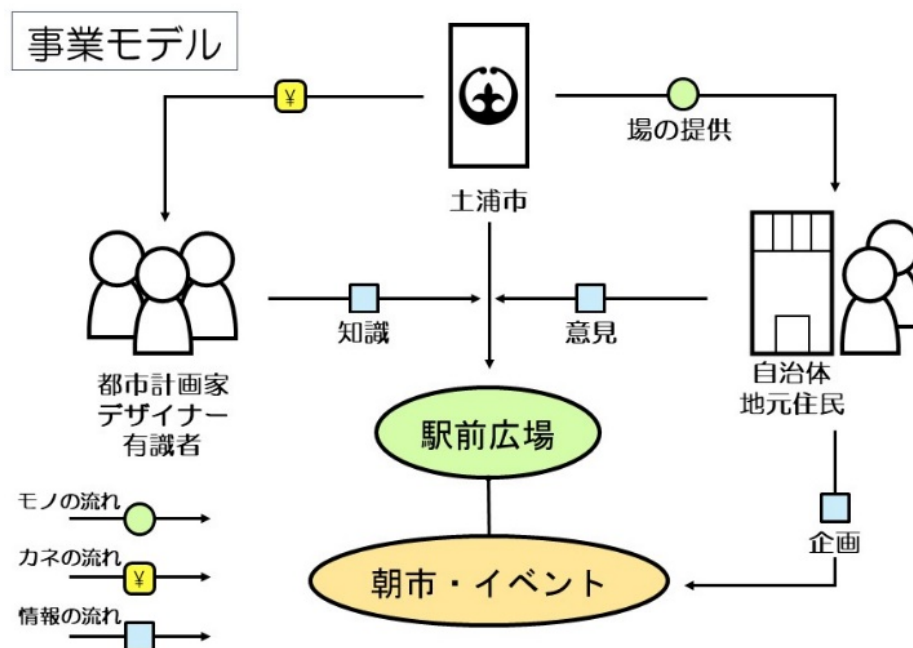 事業モデル
¥
場の提供
土浦市
知識
意見
都市計画家
デザイナー
有識者
自治体
地元住民
駅前広場
企画
朝市・イベント
モノの流れ
カネの流れ
¥
情報の流れ